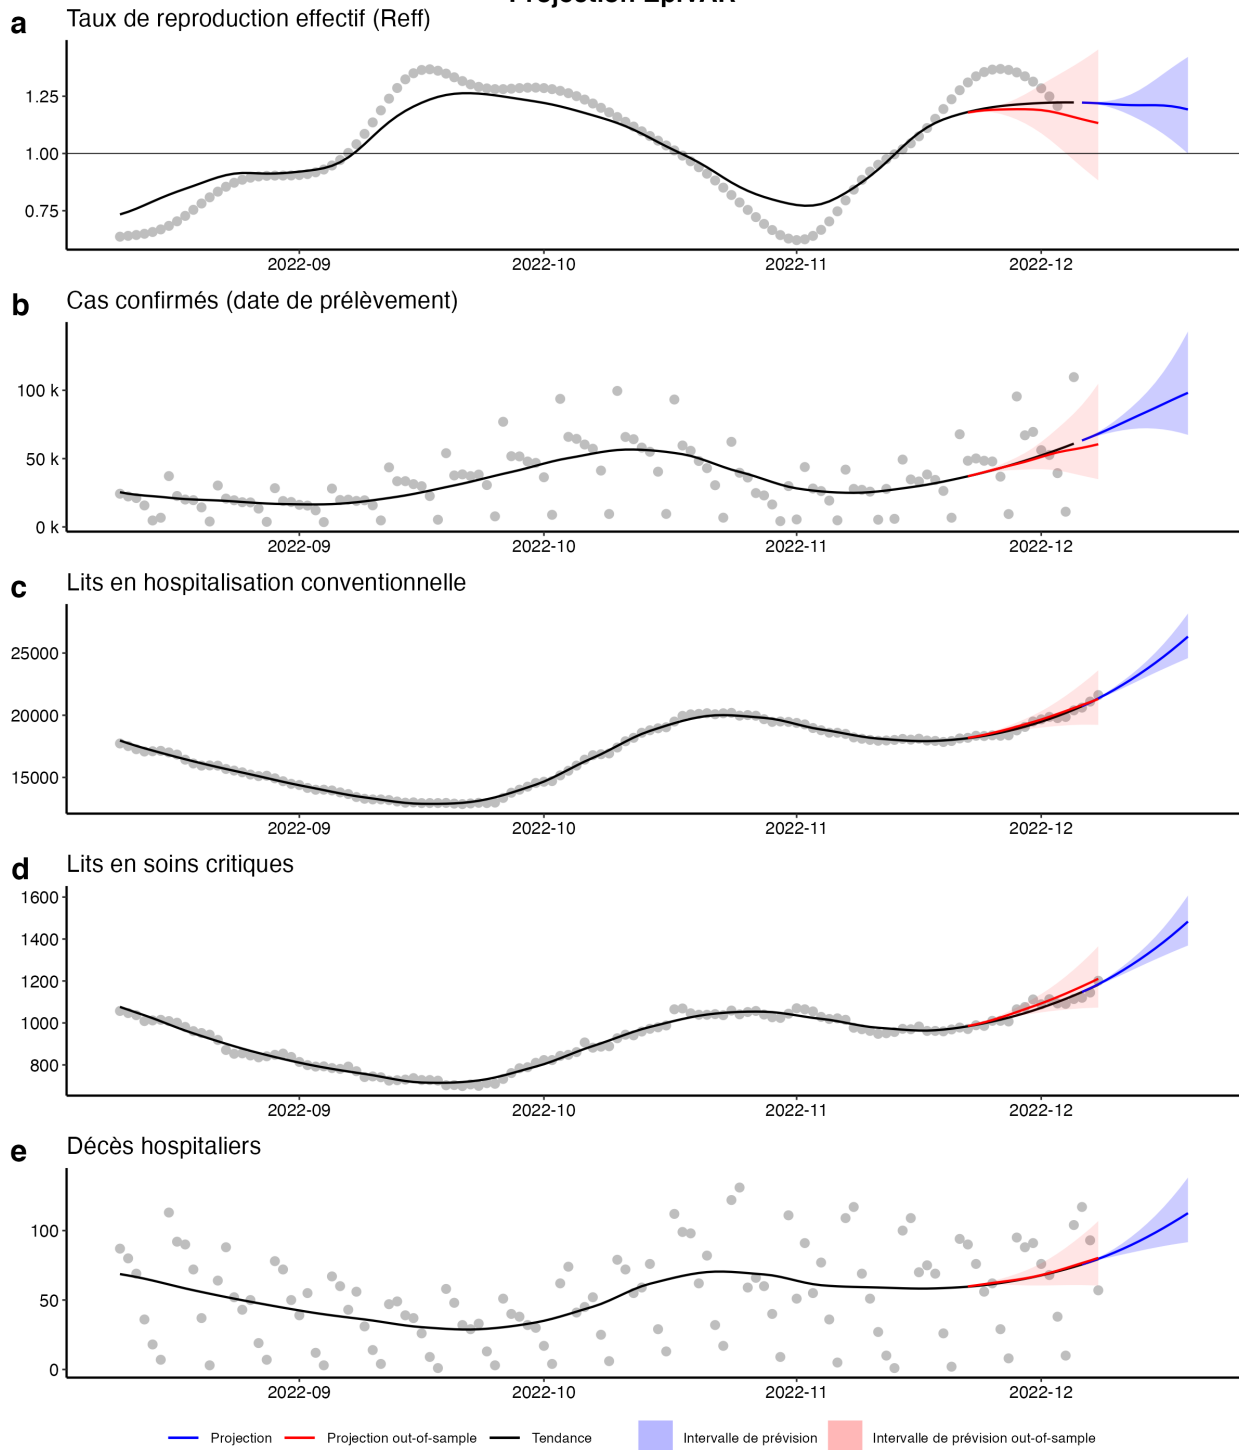 Projection EpiVAR
a Taux de reproduction effectif (Reff)
1.25
1.00
0.75
2022-09 2022-10 2022-11 2022-12
b Cas confirmés (date de prélèvement)
100 k
50 k
0 k
2022-09 2022-10 2022-11 2022-12
c Lits en hospitalisation conventionnelle
25000
20000
15000
2022-09 2022-10 2022-11 2022-12
d Lits en soins critiques
1600
1400
1200
1000
800
2022-09 2022-10 2022-11 2022-12
e Décès hospitaliers
100
50
0
2022-09 2022-10 2022-11 2022-12
Projection Projection out-of-sample Tendance Intervalle de prévision Intervalle de prévision out-of-sample